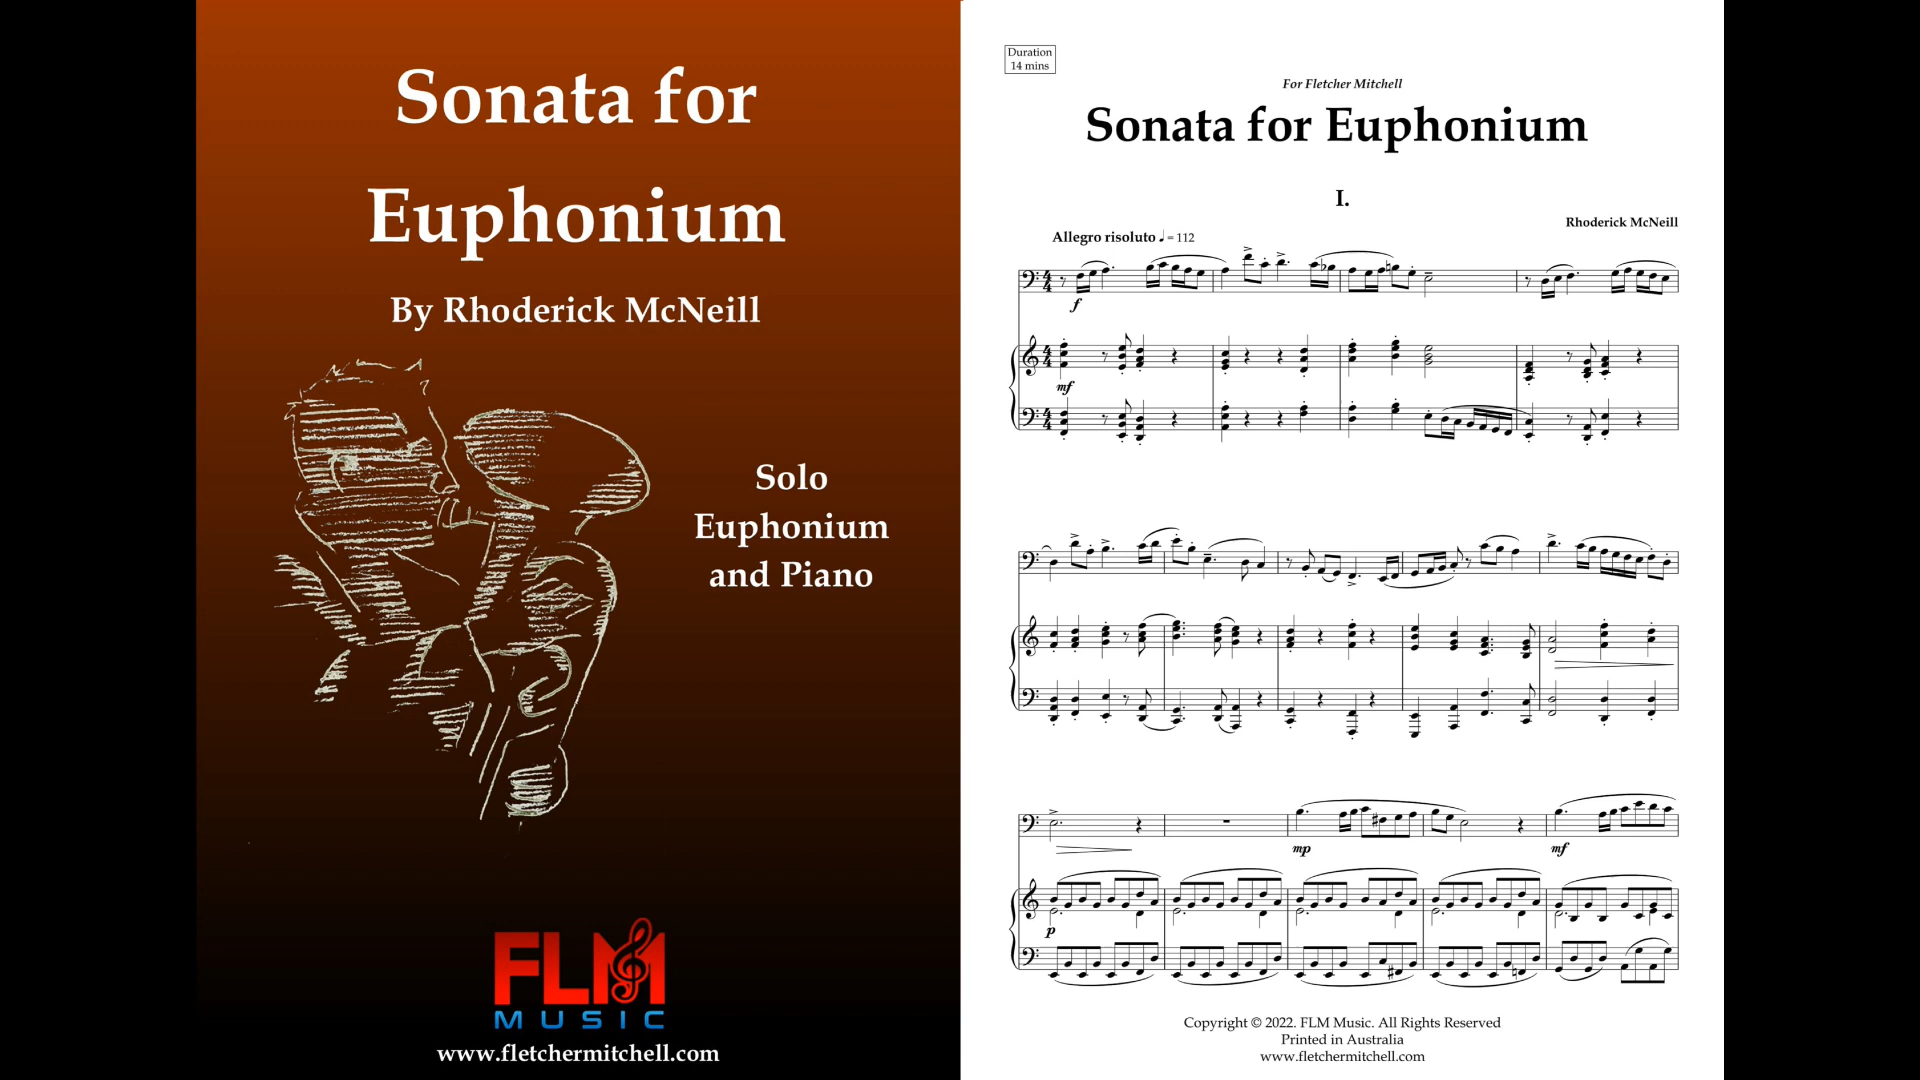 Sonata for
Euphonium
By Rhoderick McNeill
Solo
Euphonium
and Piano
FLM
MUSIC
www.fletchermitchell.com
Duration
14 mins
For Fletcher Mitchell
Sonata for Euphonium
I.
Rhoderick McNeill
Allegro risoluto ♩ = 112
f
mf
mp
mf
p
Copyright © 2022. FLM Music. All Rights Reserved
Printed in Australia
www.fletchermitchell.com